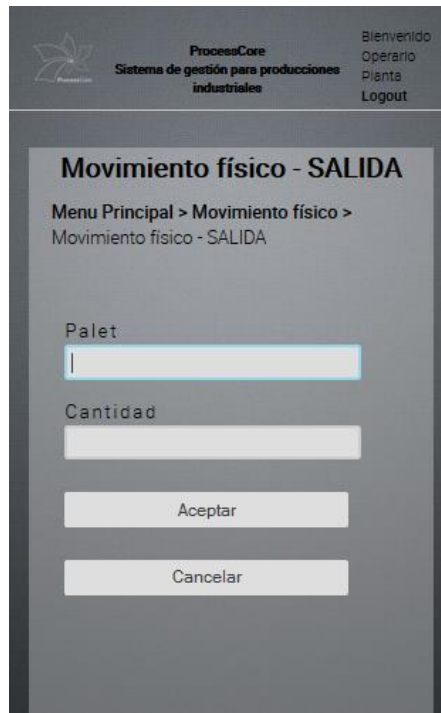 ProcessCore
Sistema de gestión para producciones
industriales
Bienvenido
Operario
Planta
Logout
ProcessCore
Movimiento físico - SALIDA
Menu Principal > Movimiento físico >
Movimiento físico - SALIDA
Palet
Cantidad
Aceptar
Cancelar